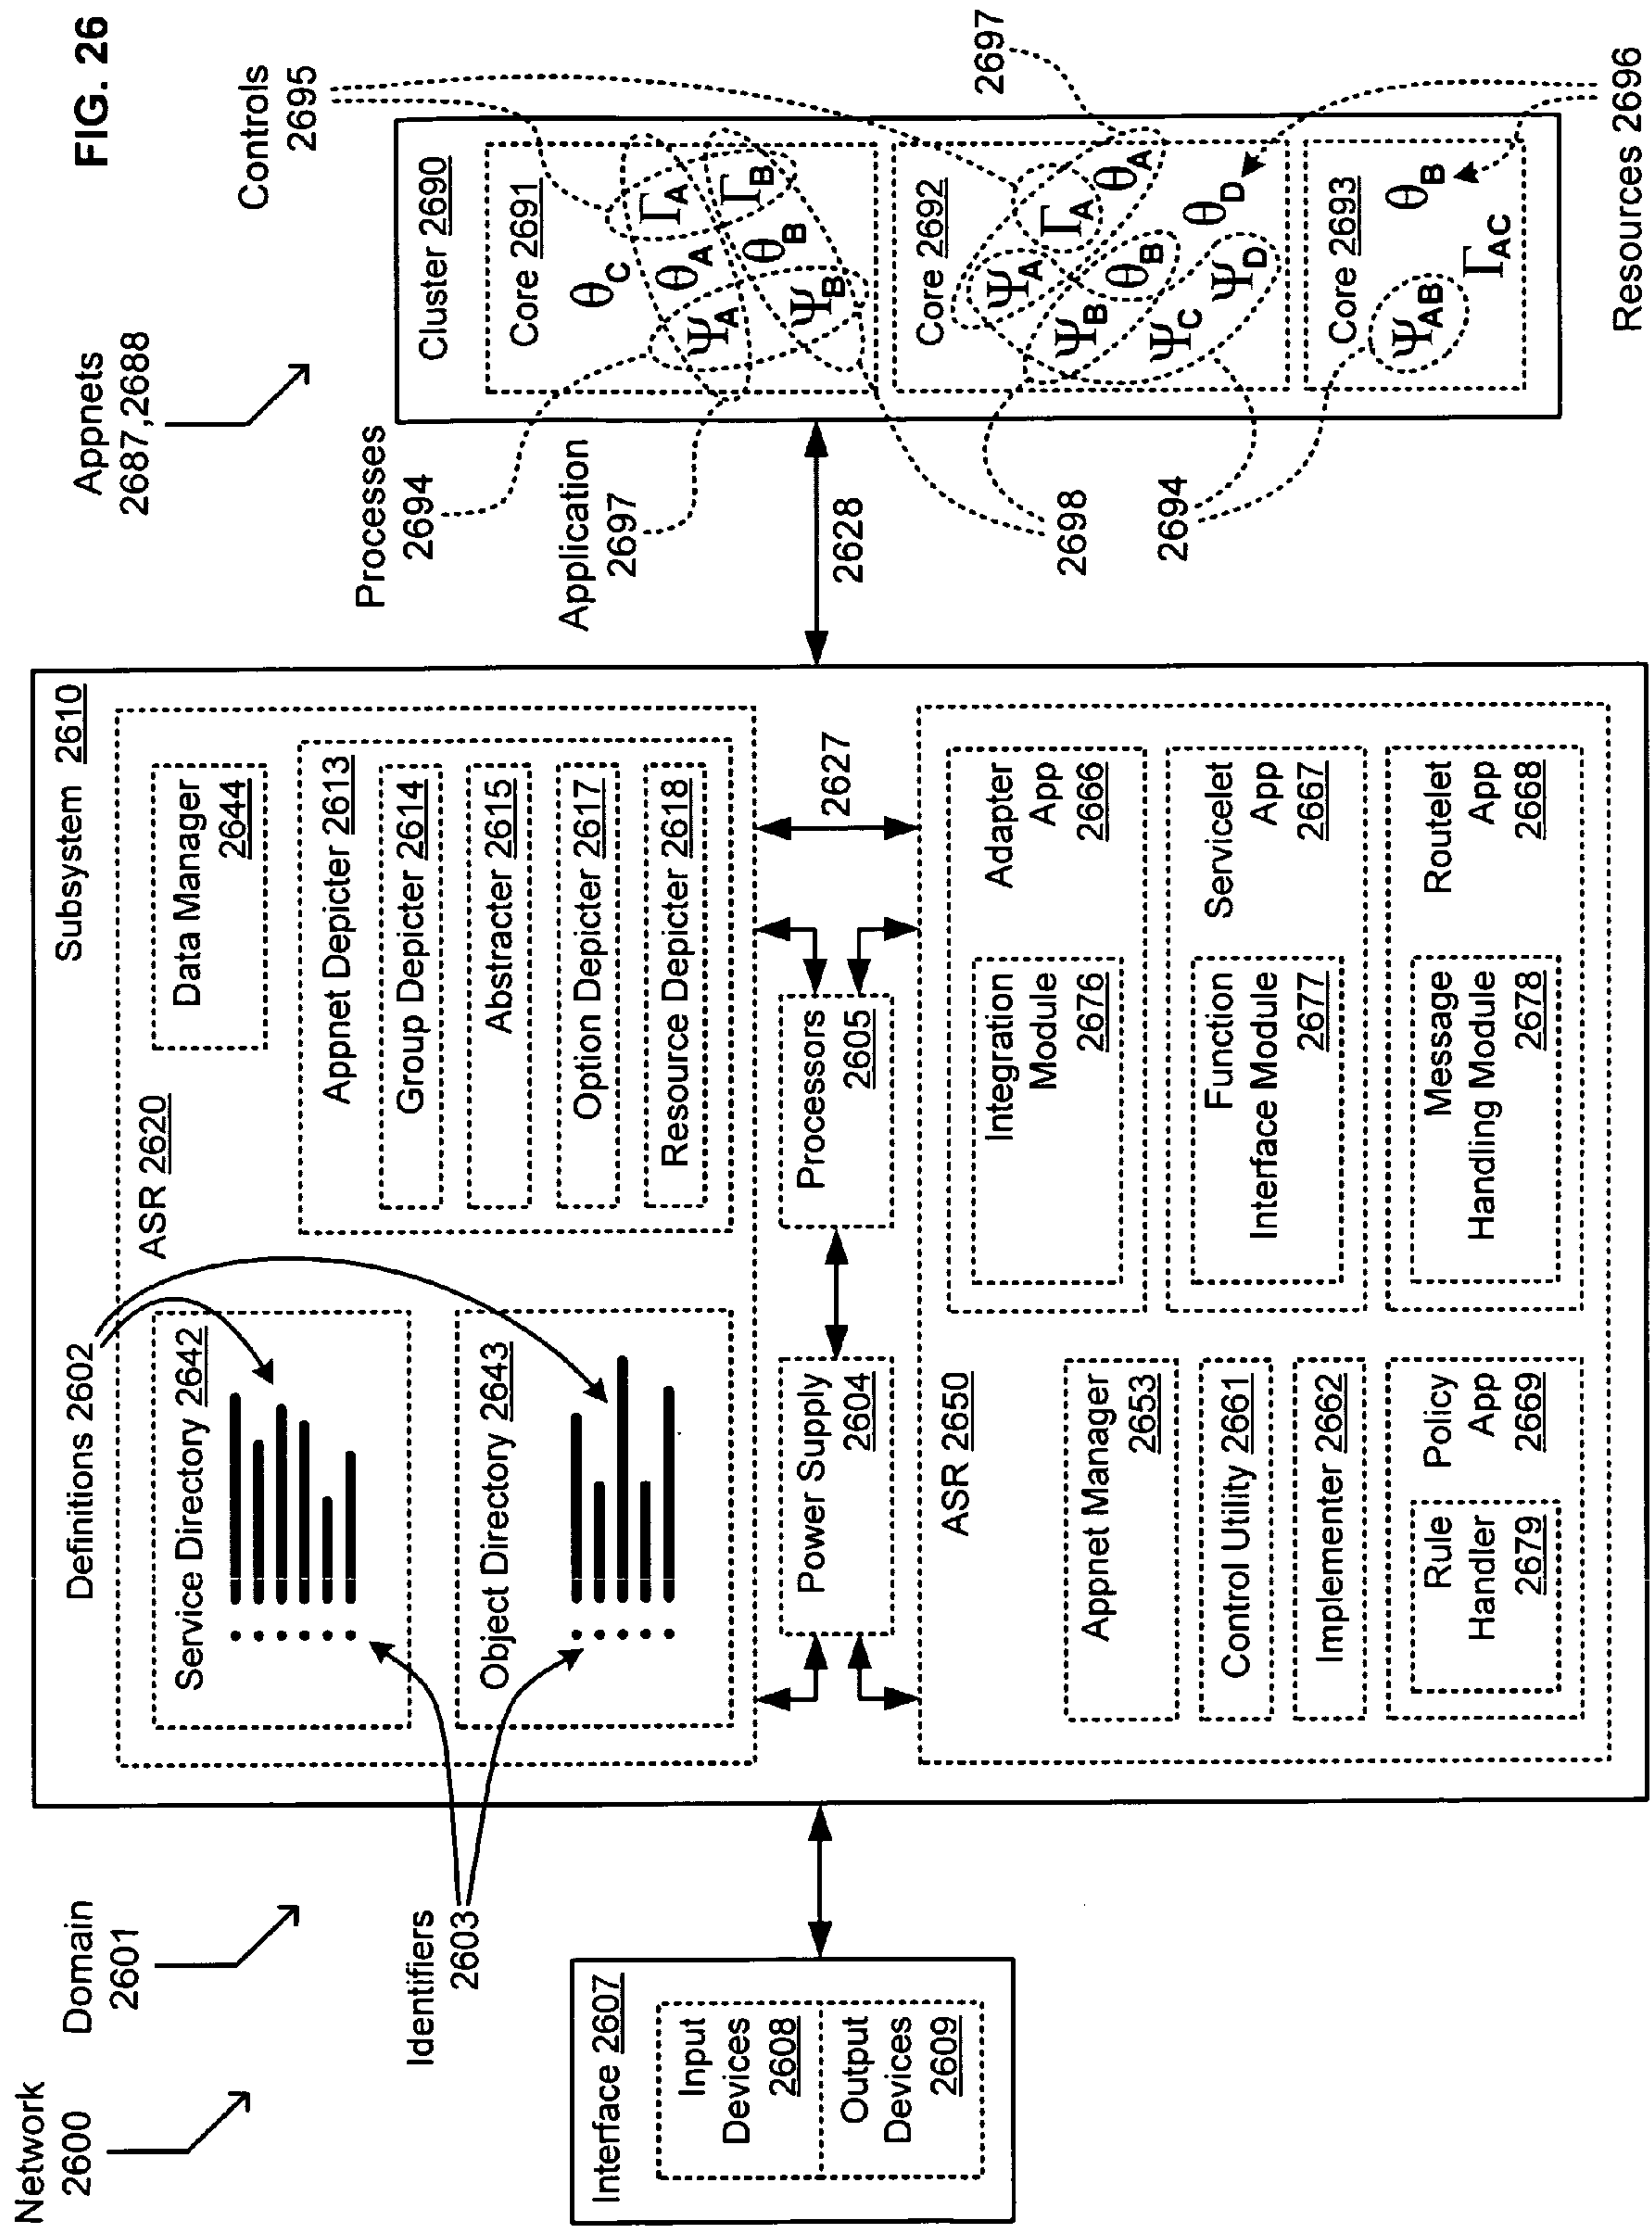 FIG. 26
Network
2600
Domain
2601
Appnets
2687,2688
Interface 2607
Input
Devices
2608
Output
Devices
2609
Identifiers
2603
Definitions 2602
Subsystem 2610
ASR 2620
Service Directory 2642
Object Directory 2643
Data Manager
2644
Appnet Depicter 2613
Group Depicter 2614
Abstracter 2615
Option Depicter 2617
Resource Depicter 2618
Power Supply
2604
Processors
2605
2627
ASR 2650
Appnet Manager
2653
Control Utility 2661
Implementer 2662
Rule
Handler
2679
Policy
App
2669
Integration
Module
2676
Adapter
App
2666
Function
Interface Module
2677
Servicelet
App
2667
Message
Handling Module
2678
Routelet
App
2668
2628
Processes
2694
Application
2697
2698
2694
Controls
2695
2697
Resources 2696
Cluster 2690
Core 2691
θC
ΨA θA ΓA
ΨB θB ΓB
Core 2692
ΨA ΓA
ΨB θB θA
ΨC ΨD θD
Core 2693
ΨAB θB
ΓAC